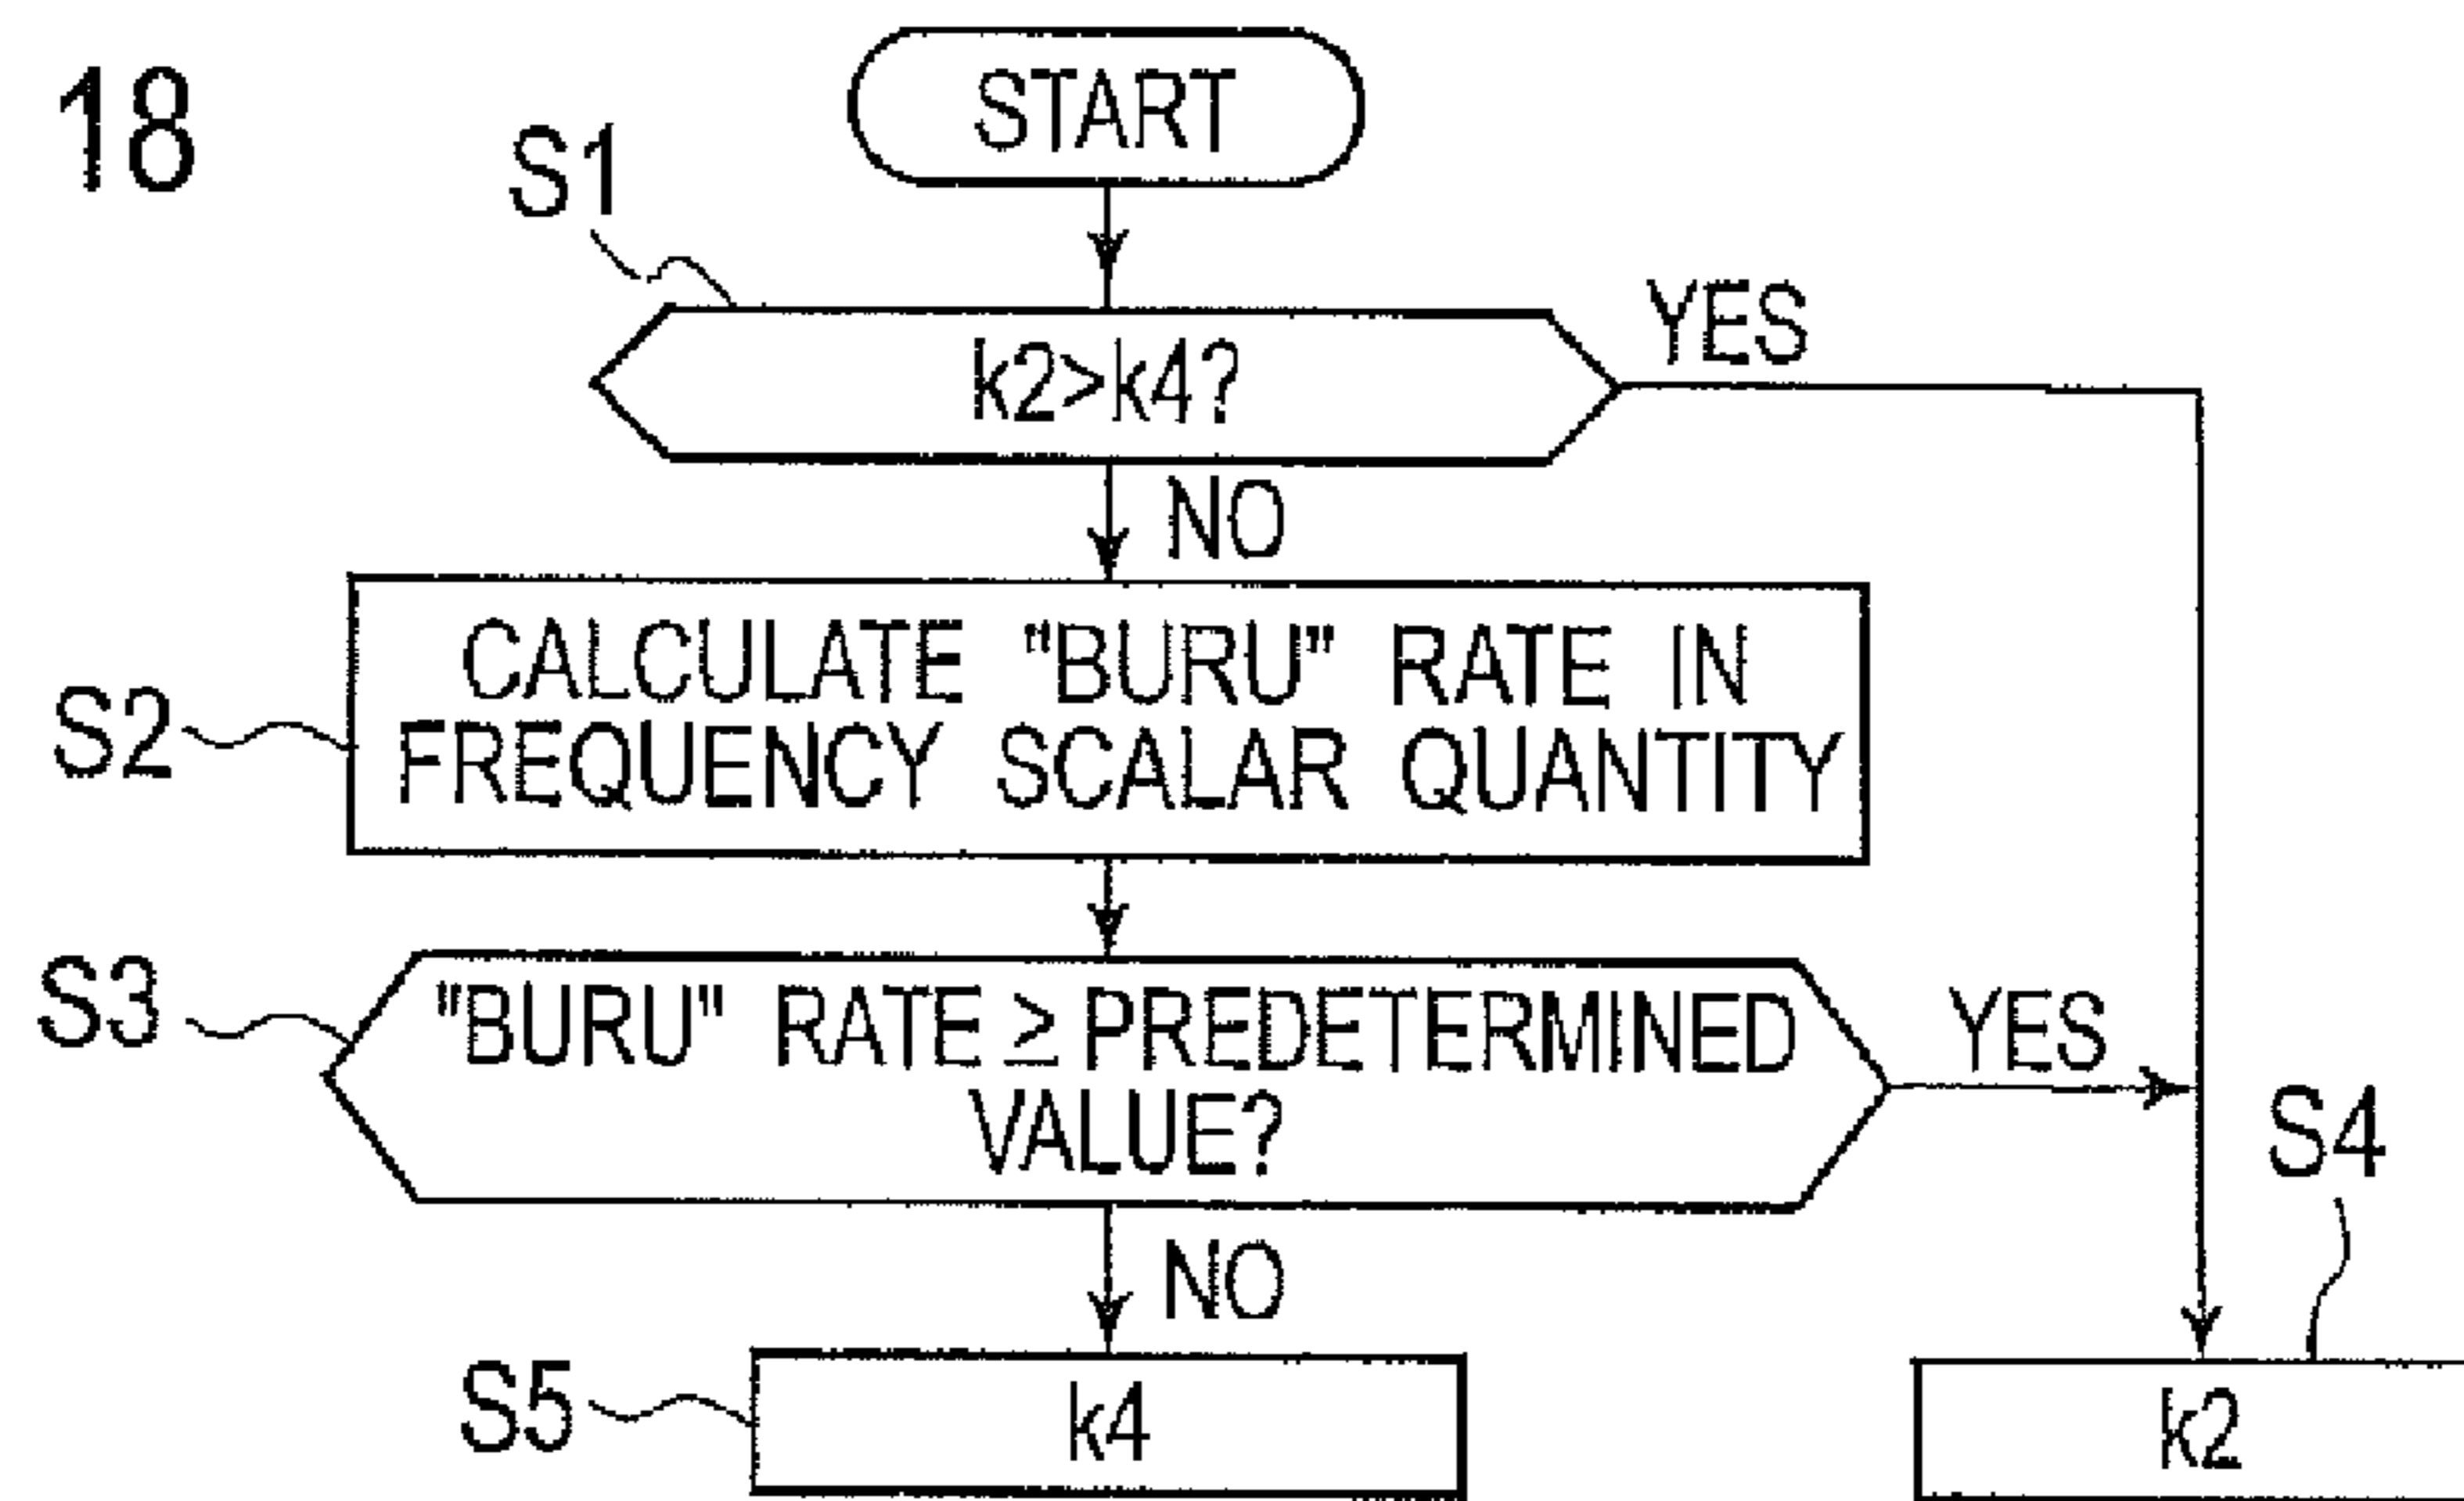 18
START
S1
k2>k4?
YES
NO
S2
CALCULATE "BURU" RATE IN
FREQUENCY SCALAR QUANTITY
S3
"BURU" RATE ≥ PREDETERMINED
VALUE?
YES
S4
NO
S5
k4
k2